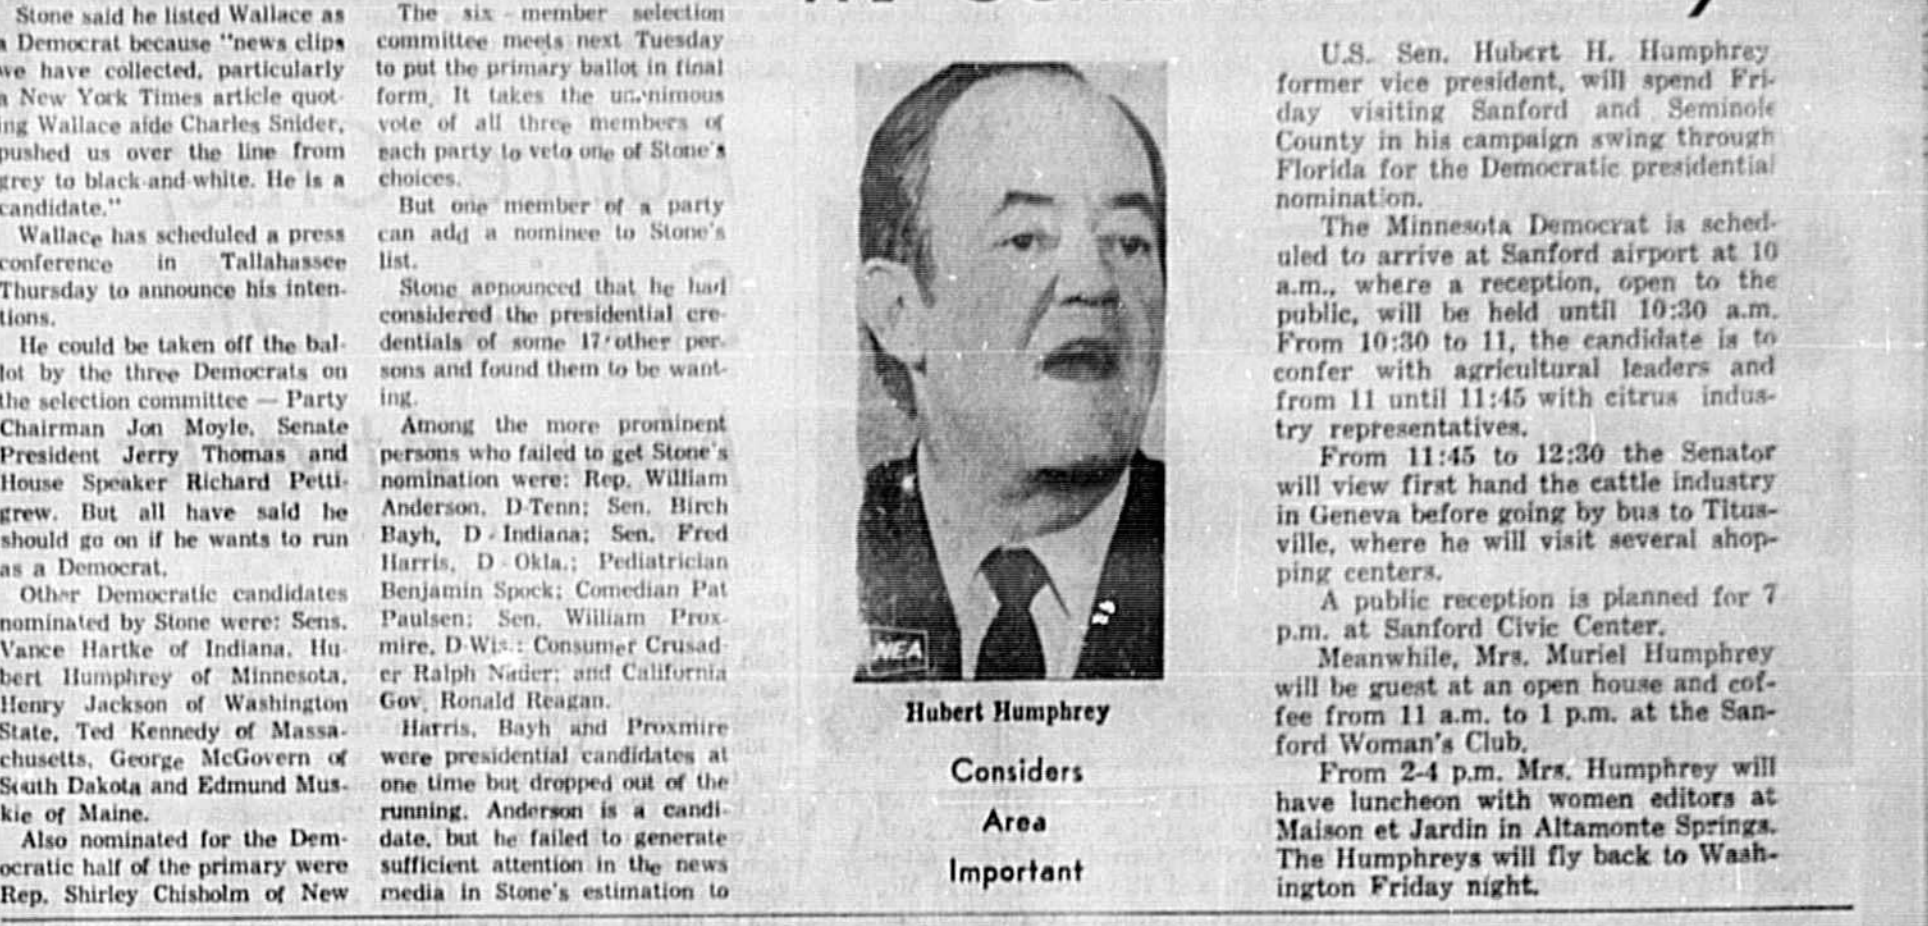 Stone said he listed Wallace as
a Democrat because "news clips
we have collected, particularly
a New York Times article quot-
ing Wallace aide Charles Snider,
pushed us over the line from
grey to black-and-white. He is a
candidate."
Wallace has scheduled a press
conference in Tallahassee
Thursday to announce his inten-
tions.
He could be taken off the bal-
lot by the three Democrats on
the selection committee — Party
Chairman Jon Moyle, Senate
President Jerry Thomas and
House Speaker Richard Petti-
grew. But all have said he
should go on if he wants to run
as a Democrat.
Other Democratic candidates
nominated by Stone were: Sens.
Vance Hartke of Indiana, Hu-
bert Humphrey of Minnesota,
Henry Jackson of Washington
State, Ted Kennedy of Massa-
chusetts, George McGovern of
South Dakota and Edmund Mus-
kie of Maine.
Also nominated for the Dem-
ocratic half of the primary were
Rep. Shirley Chisholm of New
The six-member selection
committee meets next Tuesday
to put the primary ballot in final
form. It takes the unanimous
vote of all three members of
each party to veto one of Stone's
choices.
But one member of a party
can add a nominee to Stone's
list.
Stone announced that he had
considered the presidential cre-
dentials of some 17 other per-
sons and found them to be want-
ing.
Among the more prominent
persons who failed to get Stone's
nomination were: Rep. William
Anderson, D-Tenn; Sen. Birch
Bayh, D-Indiana; Sen. Fred
Harris, D-Okla.; Pediatrician
Benjamin Spock; Comedian Pat
Paulsen; Sen. William Prox-
mire, D-Wis.; Consumer Crusad-
er Ralph Nader; and California
Gov. Ronald Reagan.
Harris, Bayh and Proxmire
were presidential candidates at
one time but dropped out of the
running. Anderson is a candi-
date, but he failed to generate
sufficient attention in the news
media in Stone's estimation to
NEA
Hubert Humphrey
Considers
Area
Important
U.S. Sen. Hubert H. Humphrey
former vice president, will spend Fri-
day visiting Sanford and Seminole
County in his campaign swing through
Florida for the Democratic presidential
nomination.
The Minnesota Democrat is sched-
uled to arrive at Sanford airport at 10
a.m., where a reception, open to the
public, will be held until 10:30 a.m.
From 10:30 to 11, the candidate is to
confer with agricultural leaders and
from 11 until 11:45 with citrus indus-
try representatives.
From 11:45 to 12:30 the Senator
will view first hand the cattle industry
in Geneva before going by bus to Titus-
ville, where he will visit several shop-
ping centers.
A public reception is planned for 7
p.m. at Sanford Civic Center.
Meanwhile, Mrs. Muriel Humphrey
will be guest at an open house and cof-
fee from 11 a.m. to 1 p.m. at the San-
ford Woman's Club.
From 2-4 p.m. Mrs. Humphrey will
have luncheon with women editors at
Maison et Jardin in Altamonte Springs.
The Humphreys will fly back to Wash-
ington Friday night.